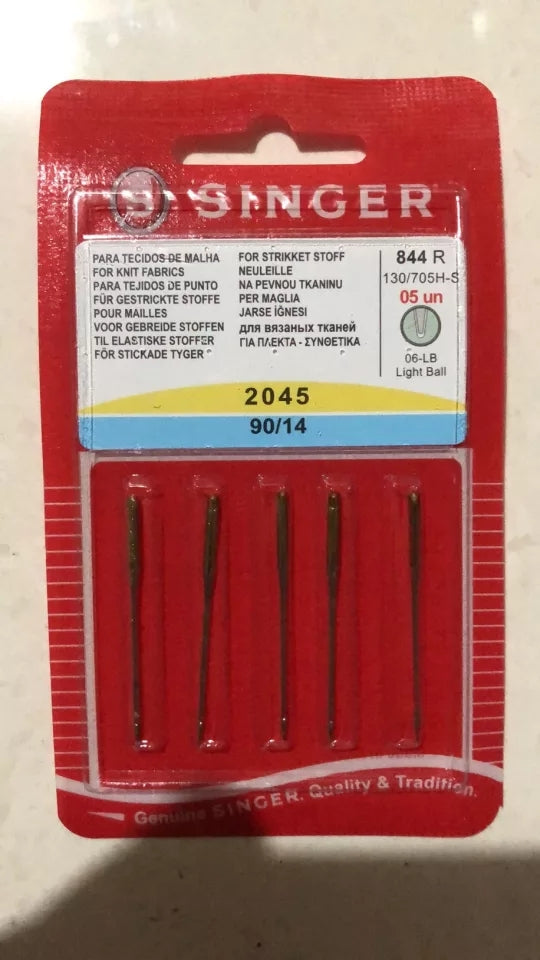 SINGER
PARA TECIDOS DE MALHA
FOR KNIT FABRICS
PARA TEJIDOS DE PUNTO
FÜR GESTRICKTE STOFFE
POUR MAILLES
VOOR GEBREIDE STOFFEN
TIL ELASTISKE STOFFER
FÖR STICKADE TYGER
FOR STRIKKET STOFF
NEULEILLE
NA PEVNOU TKANINU
PER MAGLIA
JARSE İĞNESI
для вязаных тканей
ΓΙΑ ΠΛΕΚΤΑ - ΣΥΝΘΕΤΙΚΑ
844 R
130/705H-S
05 un
06-LB
Light Ball
2045
90/14
Genuine SINGER. Quality & Tradition.